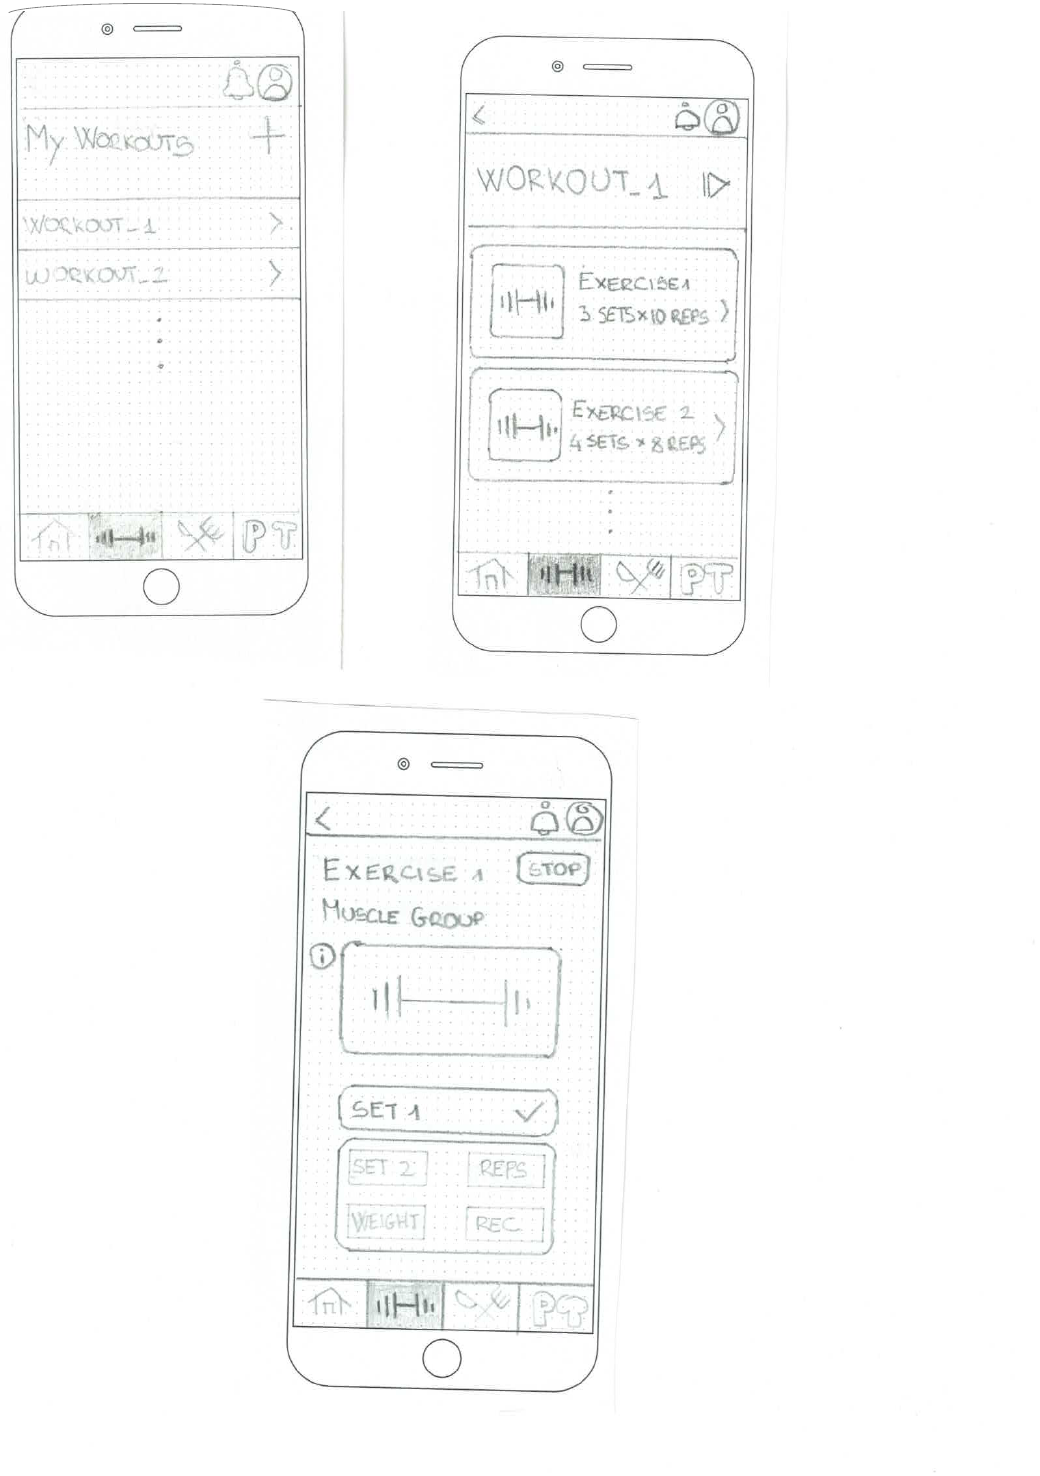 My WORKOUTS
WORKOUT_1
WORKOUT_2
PT
WORKOUT_1
EXERCISE 1
3 SETS x 10 REPS
EXERCISE 2
4 SETS x 8 REPS
PT
EXERCISE 1
STOP
MUSCLE GROUP
i
SET 1
SET 2 REPS
WEIGHT REC
PT